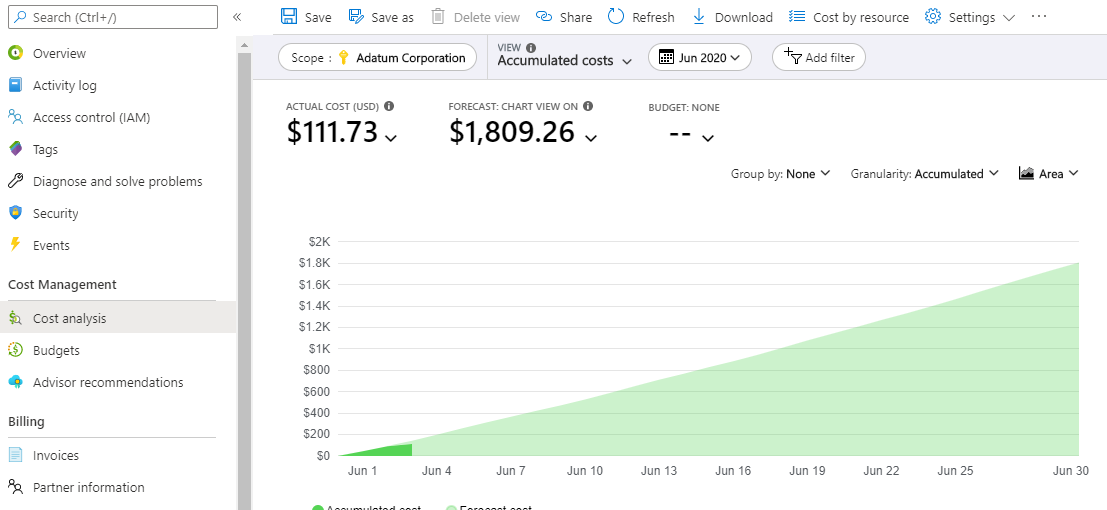 Search (Ctrl+/)
«
Overview
Activity log
Access control (IAM)
Tags
Diagnose and solve problems
Security
Events
Cost Management
Cost analysis
Budgets
Advisor recommendations
Billing
Invoices
Partner information
Save
Save as
Delete view
Share
Refresh
Download
Cost by resource
Settings
···
Scope : Adatum Corporation
VIEW
Accumulated costs
Jun 2020
Add filter
ACTUAL COST (USD)
$111.73
FORECAST: CHART VIEW ON
$1,809.26
BUDGET: NONE
--
Group by: None
Granularity: Accumulated
Area
$2K
$1.8K
$1.6K
$1.4K
$1.2K
$1K
$800
$600
$400
$200
$0
Jun 1
Jun 4
Jun 7
Jun 10
Jun 13
Jun 16
Jun 19
Jun 22
Jun 25
Jun 30
Accumulated cost
Forecast cost